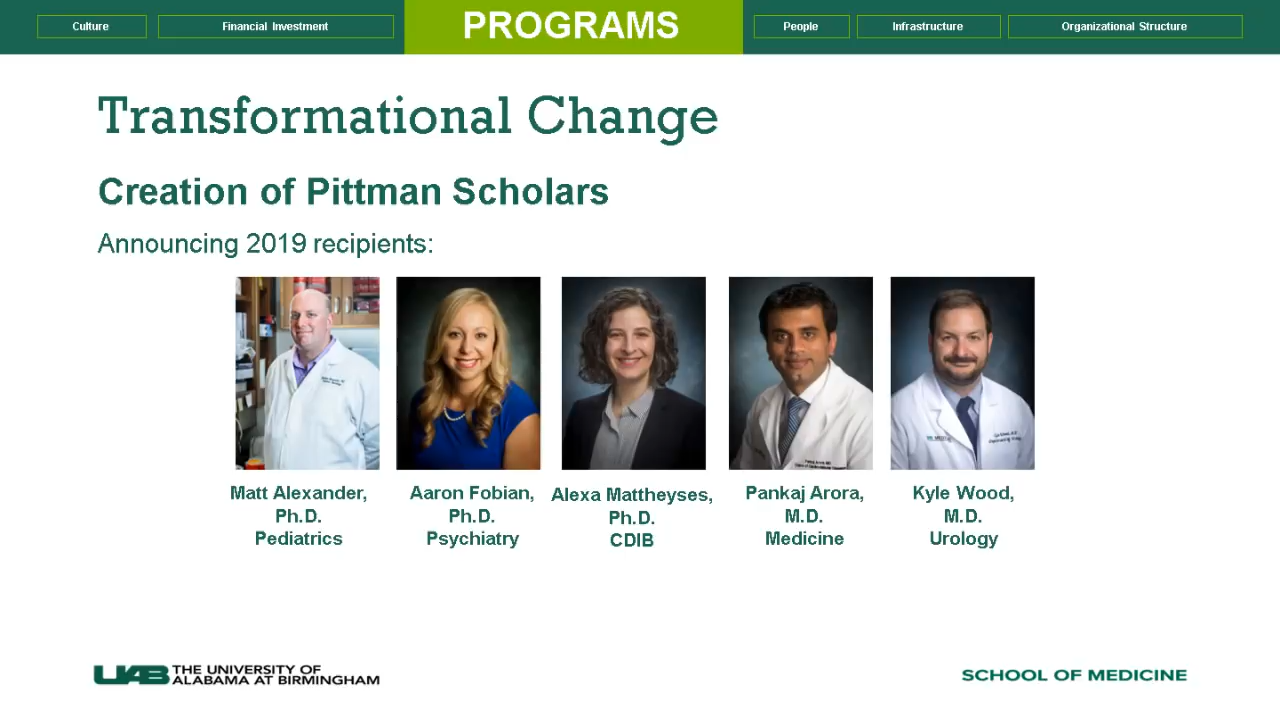 Culture
Financial Investment
PROGRAMS
People
Infrastructure
Organizational Structure
Transformational Change
Creation of Pittman Scholars
Announcing 2019 recipients:
Matt Alexander,
Ph.D.
Pediatrics
Aaron Fobian,
Ph.D.
Psychiatry
Alexa Mattheyses,
Ph.D.
CDIB
Pankaj Arora,
M.D.
Medicine
Kyle Wood,
M.D.
Urology
UAB THE UNIVERSITY OF
ALABAMA AT BIRMINGHAM
SCHOOL OF MEDICINE